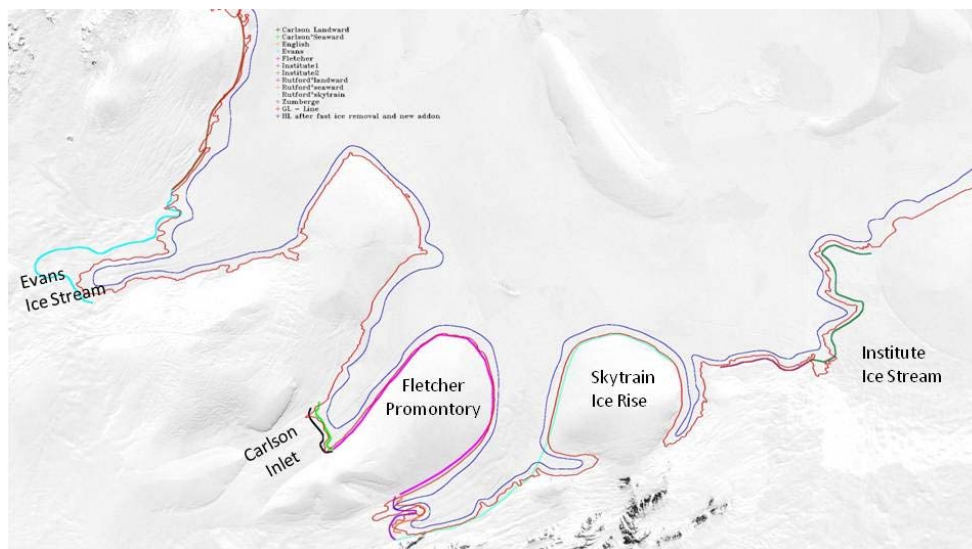 + Carlson Landward
+ Carlson*Seaward
+ English
+ Evans
+ Fletcher
+ Institute1
+ Institute2
+ Rutford*landward
+ Rutford*seaward
Rutford*skytrain
+ Zumberge
+ GL - Line
+ HL after fast ice removal and new addon
Evans
Ice Stream
Fletcher
Promontory
Skytrain
Ice Rise
Institute
Ice Stream
Carlson
Inlet